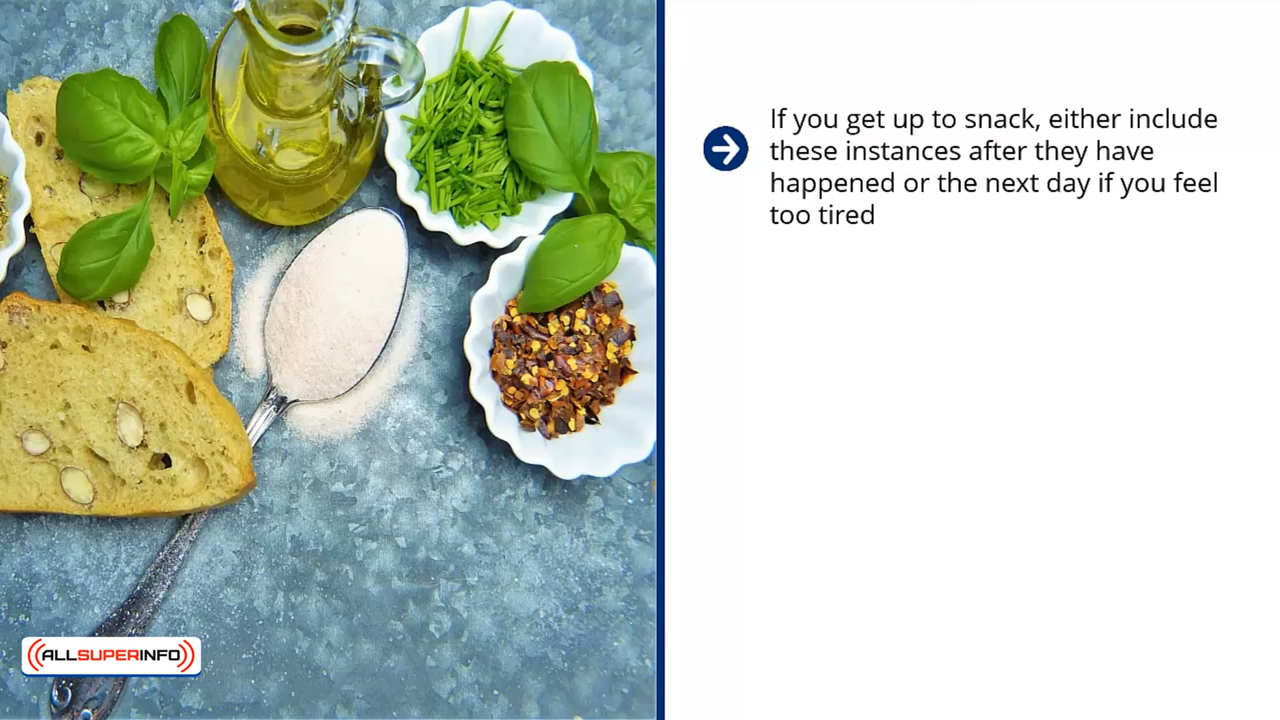 If you get up to snack, either include
these instances after they have
happened or the next day if you feel
too tired
ALLSUPERINFO